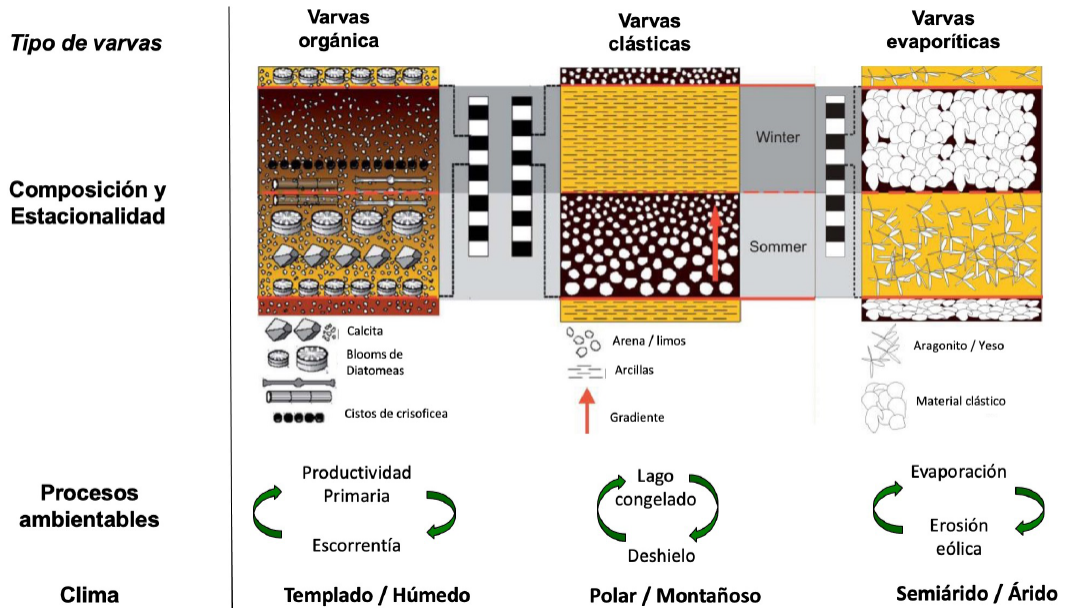 Tipo de varvas
Varvas
orgánica
Varvas
clásticas
Varvas
evaporíticas
Composición y
Estacionalidad
Winter
Sommer
Calcita
Blooms de
Diatomeas
Cistos de crisoficea
Arena / limos
Arcillas
Gradiente
Aragonito / Yeso
Material clástico
Procesos
ambientables
Productividad
Primaria
Escorrentía
Lago
congelado
Deshielo
Evaporación
Erosión
eólica
Clima
Templado / Húmedo
Polar / Montañoso
Semiárido / Árido